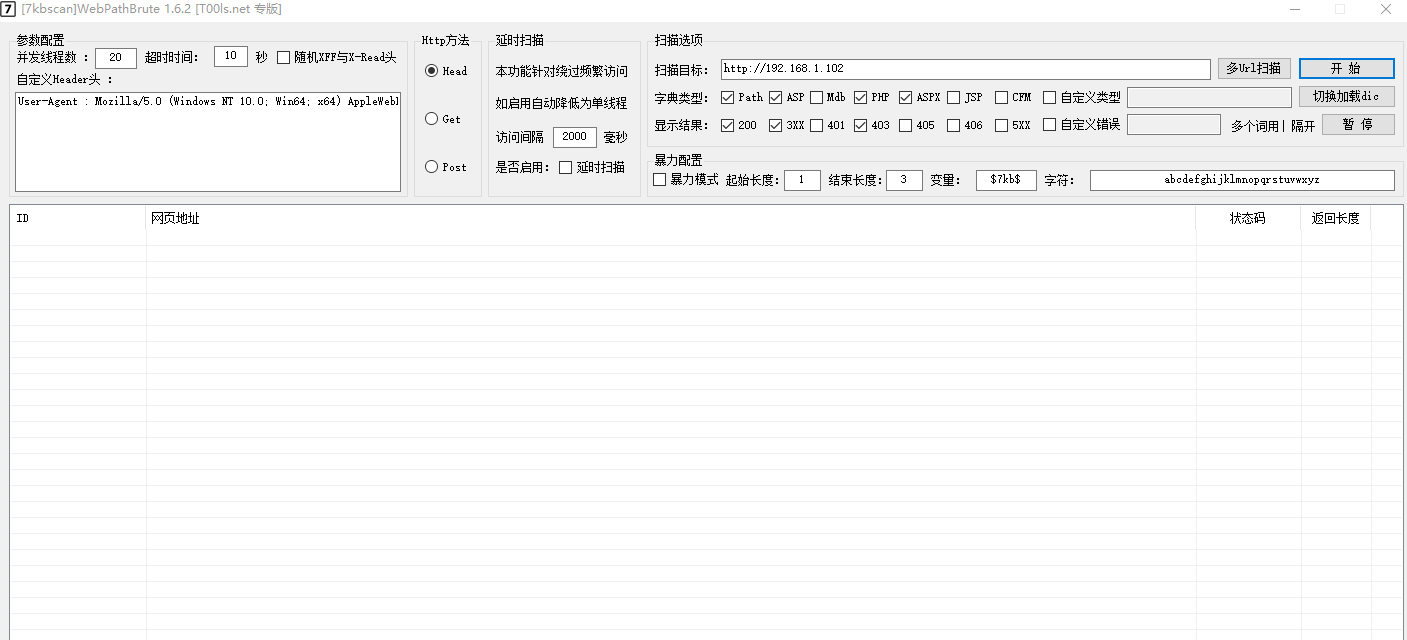 7 [7kbscan]WebPathBrute 1.6.2 [T00ls.net 专版]
参数配置
并发线程数 : 20 超时时间: 10 秒 随机XFF与X-Read头
自定义Header头 :
User-Agent : Mozilla/5.0 (Windows NT 10.0; Win64; x64) AppleWebl
Http方法
Head
Get
Post
延时扫描
本功能针对绕过频繁访问
如启用自动降低为单线程
访问间隔 2000 毫秒
是否启用: 延时扫描
扫描选项
扫描目标: http://192.168.1.102 多Url扫描 开 始
字典类型: Path ASP Mdb PHP ASPX JSP CFM 自定义类型 切换加载dic
显示结果: 200 3XX 401 403 405 406 5XX 自定义错误 多个词用| 隔开 暂 停
暴力配置
暴力模式 起始长度: 1 结束长度: 3 变量: $7kb$ 字符: abcdefghijklmnopqrstuvwxyz
ID 网页地址 状态码 返回长度